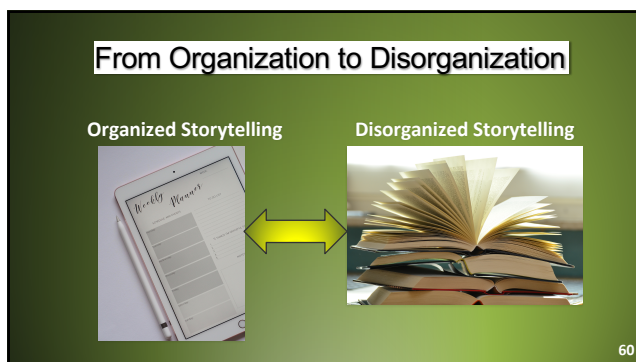 From Organization to Disorganization
Organized Storytelling
Disorganized Storytelling
Weekly
Planner
60